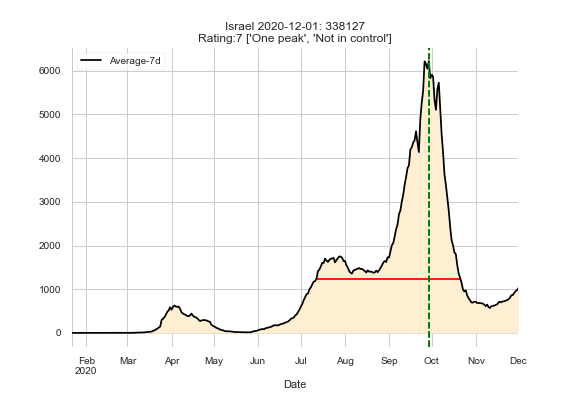 Israel 2020-12-01: 338127
Rating:7 ['One peak', 'Not in control']
Average-7d
6000
5000
4000
3000
2000
1000
0
Feb Mar Apr May Jun Jul Aug Sep Oct Nov Dec
2020
Date